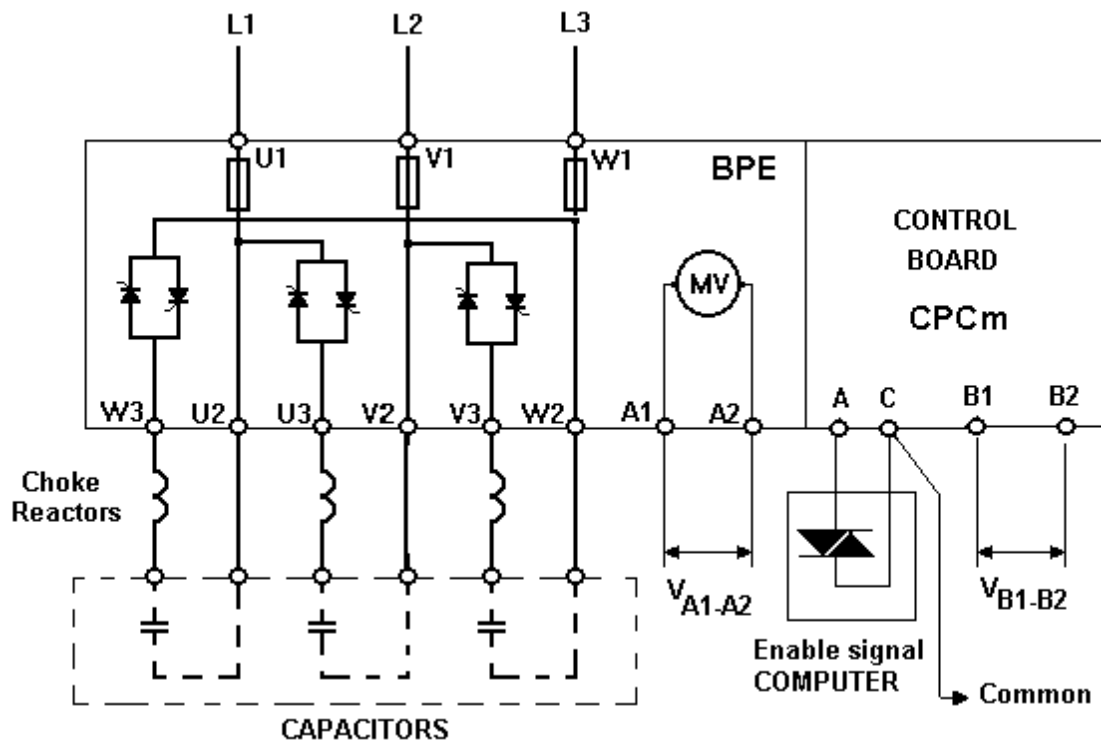 L1 L2 L3
U1 V1 W1 BPE
CONTROL
BOARD
CPCm
MV
W3 U2 U3 V2 V3 W2 A1 A2 A C B1 B2
Choke
Reactors
VA1-A2
VB1-B2
Enable signal
COMPUTER
Common
CAPACITORS